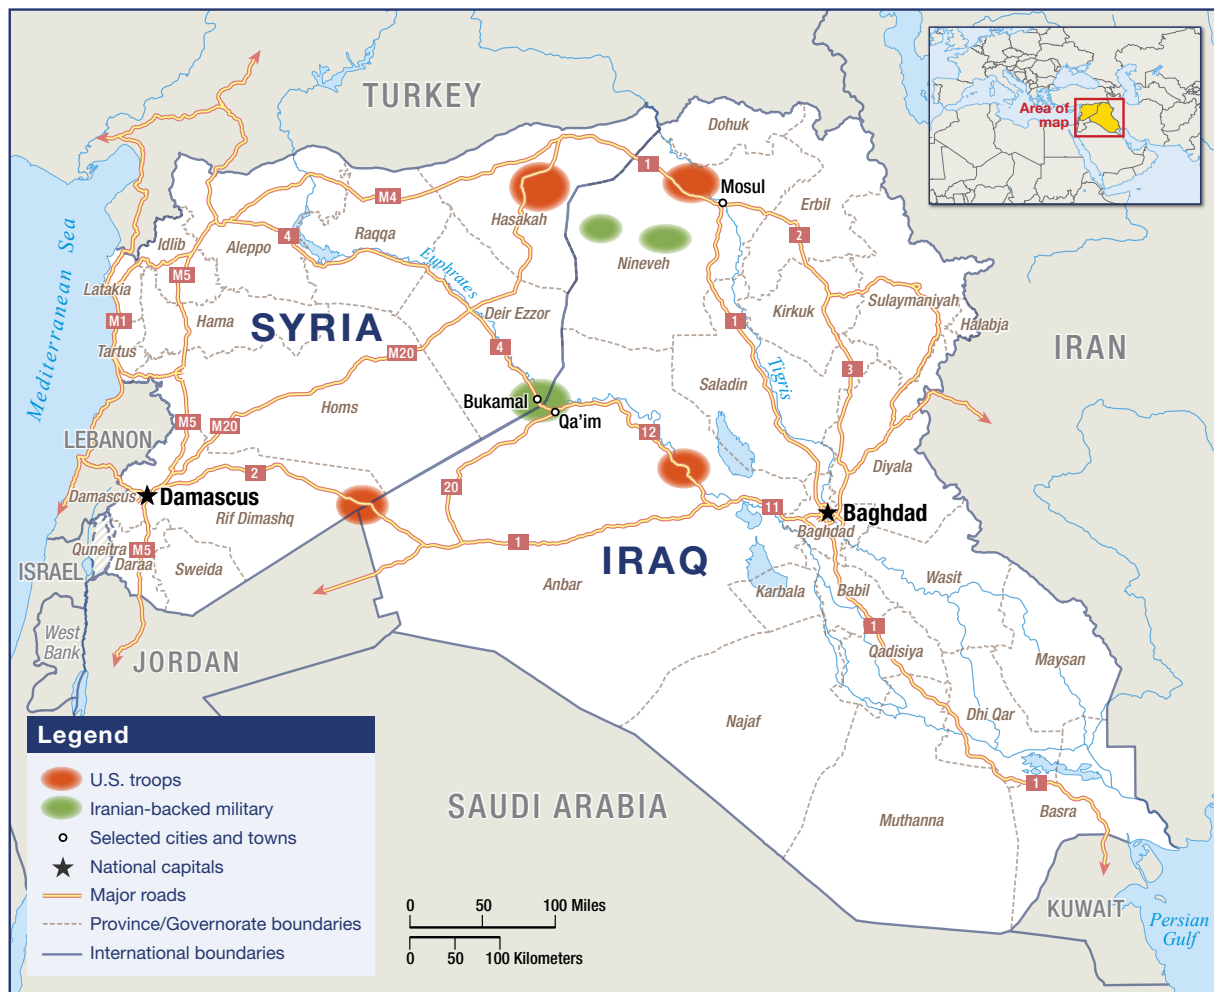 TURKEY
Area of
map
Dohuk
1
Mosul
M4
Hasakah
Erbil
Idlib
Aleppo
4
Raqqa
2
Nineveh
Mediterranean Sea
Euphrates
M5
Latakia
Kirkuk
Sulaymaniyah
M1
Hama
SYRIA
Deir Ezzor
1
Halabja
Tartus
M20
4
IRAN
Tigris
3
Saladin
Homs
Bukamal
Qa'im
M5
M20
12
LEBANON
2
Diyala
20
Damascus
Damascus
Rif Dimashq
11
Baghdad
Baghdad
Quneitra
M5
1
IRAQ
ISRAEL
Daraa
Sweida
Anbar
Karbala
Babil
Wasit
West
Bank
1
JORDAN
Qadisiya
Maysan
Najaf
Dhi Qar
Legend
U.S. troops
Iranian-backed military
Selected cities and towns
National capitals
Major roads
Province/Governorate boundaries
International boundaries
SAUDI ARABIA
1
Muthanna
Basra
0 50 100 Miles
0 50 100 Kilometers
KUWAIT
Persian
Gulf